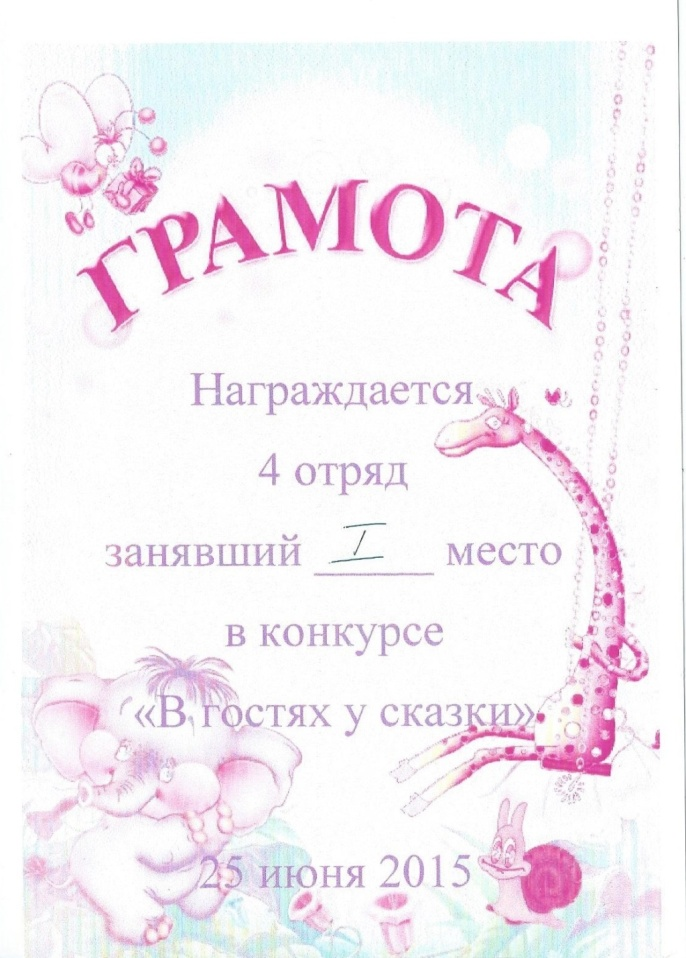 ГРАМОТА
Награждается
4 отряд
занявший I место
в конкурсе
«В гостях у сказки»
25 июня 2015